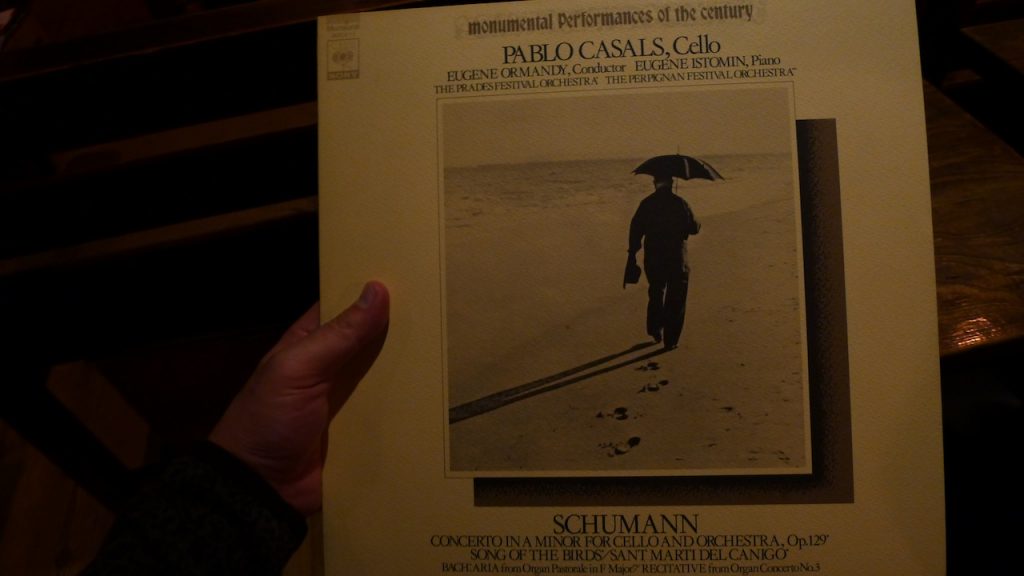 monumental Performances of the century
CBS
SONY
PABLO CASALS, Cello
EUGENE ORMANDY, Conductor EUGENE ISTOMIN, Piano
THE PRADES FESTIVAL ORCHESTRA* THE PERPIGNAN FESTIVAL ORCHESTRA**
SCHUMANN
CONCERTO IN A MINOR FOR CELLO AND ORCHESTRA, Op.129*
SONG OF THE BIRDS*/SANT MARTI DEL CANIGO*
BACH: ARIA from Organ Pastorale in F Major*/* RECITATIVE from Organ Concerto No.3